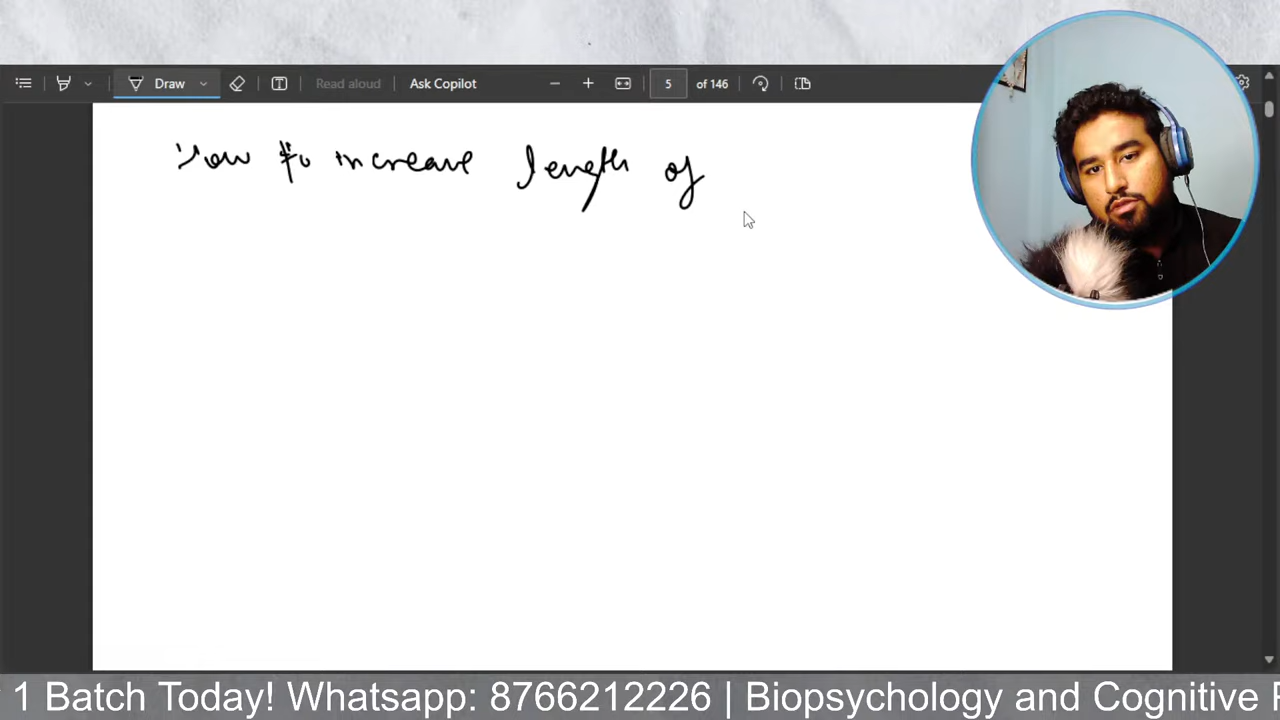 Draw
Read aloud
Ask Copilot
5 of 146
to increase length of
1 Batch Today! Whatsapp: 8766212226 | Biopsychology and Cognitive